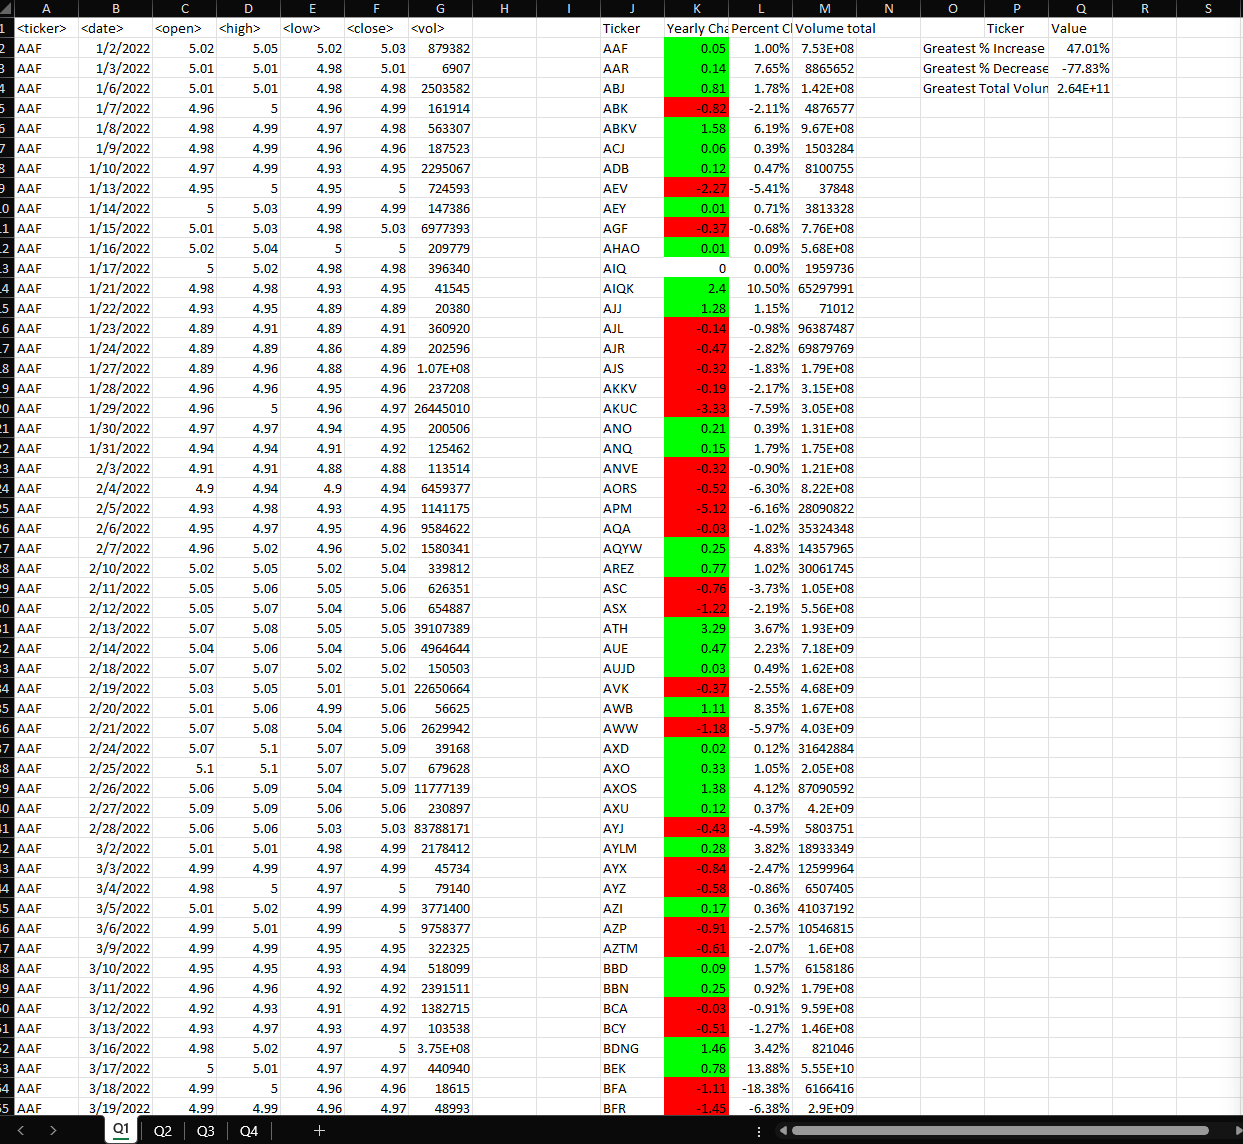 A B C D E F G H I J K L M N O P Q R S
1 <ticker> <date> <open> <high> <low> <close> <vol> Ticker Yearly Cha Percent Cl Volume total Ticker Value
2 AAF 1/2/2022 5.02 5.05 5.02 5.03 879382 AAF 0.05 1.00% 7.53E+08 Greatest % Increase 47.01%
3 AAF 1/3/2022 5.01 5.01 4.98 5.01 6907 AAR 0.14 7.65% 8865652 Greatest % Decrease -77.83%
4 AAF 1/6/2022 5.01 5.01 4.98 4.98 2503582 ABJ 0.81 1.78% 1.42E+08 Greatest Total Volun 2.64E+11
5 AAF 1/7/2022 4.96 5 4.96 4.99 161914 ABK -0.82 -2.11% 4876577
6 AAF 1/8/2022 4.98 4.99 4.97 4.98 563307 ABKV 1.58 6.19% 9.67E+08
7 AAF 1/9/2022 4.98 4.99 4.96 4.96 187523 ACJ 0.06 0.39% 1503284
8 AAF 1/10/2022 4.97 4.99 4.93 4.95 2295067 ADB 0.12 0.47% 8100755
9 AAF 1/13/2022 4.95 5 4.95 5 724593 AEV -2.27 -5.41% 37848
10 AAF 1/14/2022 5 5.03 4.99 4.99 147386 AEY 0.01 0.71% 3813328
11 AAF 1/15/2022 5.01 5.03 4.98 5.03 6977393 AGF -0.37 -0.68% 7.76E+08
12 AAF 1/16/2022 5.02 5.04 5 5 209779 AHAO 0.01 0.09% 5.68E+08
13 AAF 1/17/2022 5 5.02 4.98 4.98 396340 AIQ 0 0.00% 1959736
14 AAF 1/21/2022 4.98 4.98 4.93 4.95 41545 AIQK 2.4 10.50% 65297991
15 AAF 1/22/2022 4.93 4.95 4.89 4.89 20380 AJJ 1.28 1.15% 71012
16 AAF 1/23/2022 4.89 4.91 4.89 4.91 360920 AJL -0.14 -0.98% 96387487
17 AAF 1/24/2022 4.89 4.89 4.86 4.89 202596 AJR -0.47 -2.82% 69879769
18 AAF 1/27/2022 4.89 4.96 4.88 4.96 1.07E+08 AJS -0.32 -1.83% 1.79E+08
19 AAF 1/28/2022 4.96 4.96 4.95 4.96 237208 AKKV -0.19 -2.17% 3.15E+08
20 AAF 1/29/2022 4.96 5 4.96 4.97 26445010 AKUC -3.33 -7.59% 3.05E+08
21 AAF 1/30/2022 4.97 4.97 4.94 4.95 200506 ANO 0.21 0.39% 1.31E+08
22 AAF 1/31/2022 4.94 4.94 4.91 4.92 125462 ANQ 0.15 1.79% 1.75E+08
23 AAF 2/3/2022 4.91 4.91 4.88 4.88 113514 ANVE -0.32 -0.90% 1.21E+08
24 AAF 2/4/2022 4.9 4.94 4.9 4.94 6459377 AORS -0.52 -6.30% 8.22E+08
25 AAF 2/5/2022 4.93 4.98 4.93 4.95 1141175 APM -5.12 -6.16% 28090822
26 AAF 2/6/2022 4.95 4.97 4.95 4.96 9584622 AQA -0.03 -1.02% 35324348
27 AAF 2/7/2022 4.96 5.02 4.96 5.02 1580341 AQYW 0.25 4.83% 14357965
28 AAF 2/10/2022 5.02 5.05 5.02 5.04 339812 AREZ 0.77 1.02% 30061745
29 AAF 2/11/2022 5.05 5.06 5.05 5.06 626351 ASC -0.76 -3.73% 1.05E+08
30 AAF 2/12/2022 5.05 5.07 5.04 5.06 654887 ASX -1.22 -2.19% 5.56E+08
31 AAF 2/13/2022 5.07 5.08 5.05 5.05 39107389 ATH 3.29 3.67% 1.93E+09
32 AAF 2/14/2022 5.04 5.06 5.04 5.06 4964644 AUE 0.47 2.23% 7.18E+09
33 AAF 2/18/2022 5.07 5.07 5.02 5.02 150503 AUJD 0.03 0.49% 1.62E+08
34 AAF 2/19/2022 5.03 5.05 5.01 5.01 22650664 AVK -0.37 -2.55% 4.68E+09
35 AAF 2/20/2022 5.01 5.06 4.99 5.06 56625 AWB 1.11 8.35% 1.67E+08
36 AAF 2/21/2022 5.07 5.08 5.04 5.06 2629942 AWW -1.18 -5.97% 4.03E+09
37 AAF 2/24/2022 5.07 5.1 5.07 5.09 39168 AXD 0.02 0.12% 31642884
38 AAF 2/25/2022 5.1 5.1 5.07 5.07 679628 AXO 0.33 1.05% 2.05E+08
39 AAF 2/26/2022 5.06 5.09 5.04 5.09 11777139 AXOS 1.38 4.12% 87090592
40 AAF 2/27/2022 5.09 5.09 5.06 5.06 230897 AXU 0.12 0.37% 4.2E+09
41 AAF 2/28/2022 5.06 5.06 5.03 5.03 83788171 AYJ -0.43 -4.59% 5803751
42 AAF 3/2/2022 5.01 5.01 4.98 4.99 2178412 AYLM 0.28 3.82% 18933349
43 AAF 3/3/2022 4.99 4.99 4.97 4.99 45734 AYX -0.84 -2.47% 12599964
44 AAF 3/4/2022 4.98 5 4.97 5 79140 AYZ -0.58 -0.86% 6507405
45 AAF 3/5/2022 5.01 5.02 4.99 4.99 3771400 AZI 0.17 0.36% 41037192
46 AAF 3/6/2022 4.99 5.01 4.99 5 9758377 AZP -0.91 -2.57% 10546815
47 AAF 3/9/2022 4.99 4.99 4.95 4.95 322325 AZTM -0.61 -2.07% 1.6E+08
48 AAF 3/10/2022 4.95 4.95 4.93 4.94 518099 BBD 0.09 1.57% 6158186
49 AAF 3/11/2022 4.96 4.96 4.92 4.92 2391511 BBN 0.25 0.92% 1.79E+08
50 AAF 3/12/2022 4.92 4.93 4.91 4.92 1382715 BCA -0.03 -0.91% 9.59E+08
51 AAF 3/13/2022 4.93 4.97 4.93 4.97 103538 BCY -0.51 -1.27% 1.46E+08
52 AAF 3/16/2022 4.98 5.02 4.97 5 3.75E+08 BDNG 1.46 3.42% 821046
53 AAF 3/17/2022 5 5.01 4.97 4.97 440940 BEK 0.78 13.88% 5.55E+10
54 AAF 3/18/2022 4.99 5 4.96 4.96 18615 BFA -1.11 -18.38% 6166416
55 AAF 3/19/2022 4.99 4.99 4.96 4.97 48993 BFR -1.45 -6.38% 2.9E+09
Q1 Q2 Q3 Q4